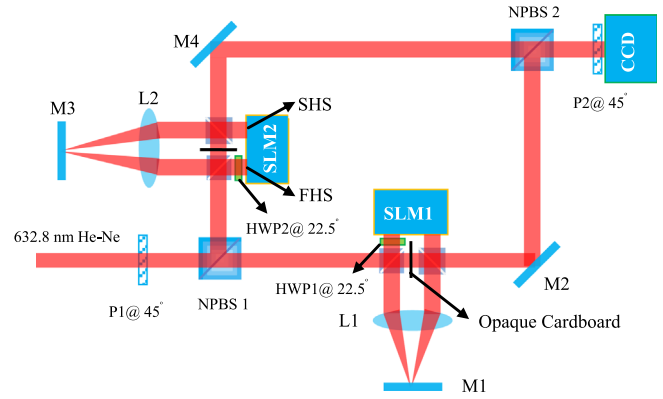 NPBS 2
M4
CCD
M3
L2
SHS
P2@ 45°
SLM2
FHS
SLM1
HWP2@ 22.5°
632.8 nm He-Ne
M2
NPBS 1
HWP1@ 22.5°
P1@ 45°
L1
Opaque Cardboard
M1